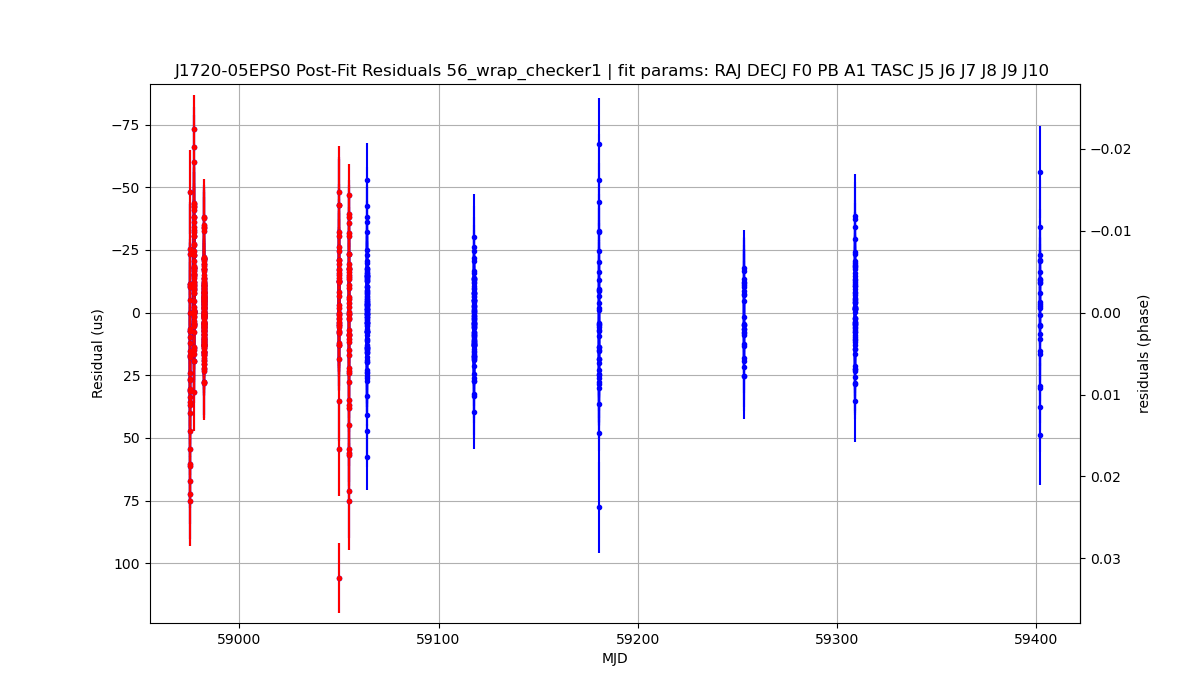 J1720-05EPS0 Post-Fit Residuals 56_wrap_checker1 | fit params: RAJ DECJ F0 PB A1 TASC J5 J6 J7 J8 J9 J10
−75
−50
−25
0
25
50
75
100
Residual (us)
−0.02
−0.01
0.00
0.01
0.02
0.03
residuals (phase)
59000 59100 59200 59300 59400
MJD